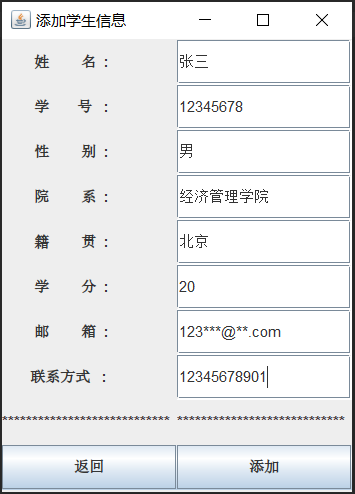 添加学生信息
姓 名 : 张三
学 号 : 12345678
性 别 : 男
院 系 : 经济管理学院
籍 贯 : 北京
学 分 : 20
邮 箱 : 123***@**.com
联系方式 : 12345678901
**************************** ****************************
返回 添加